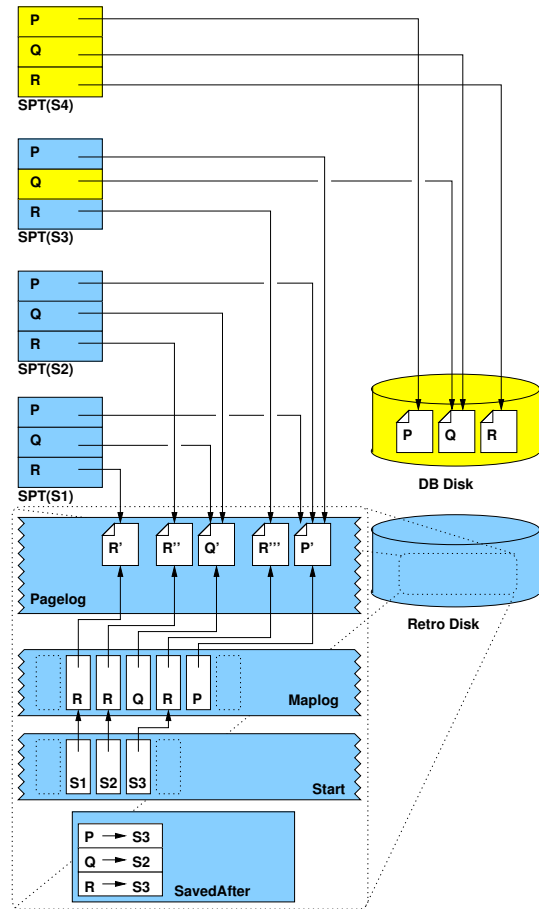 P
Q
R
SPT(S4)
P
Q
R
SPT(S3)
P
Q
R
SPT(S2)
P
Q
R
SPT(S1)
P Q R
DB Disk
R' R'' Q' R''' P'
Pagelog
Retro Disk
R R Q R P
Maplog
S1 S2 S3
Start
P S3
Q S2
R S3
SavedAfter